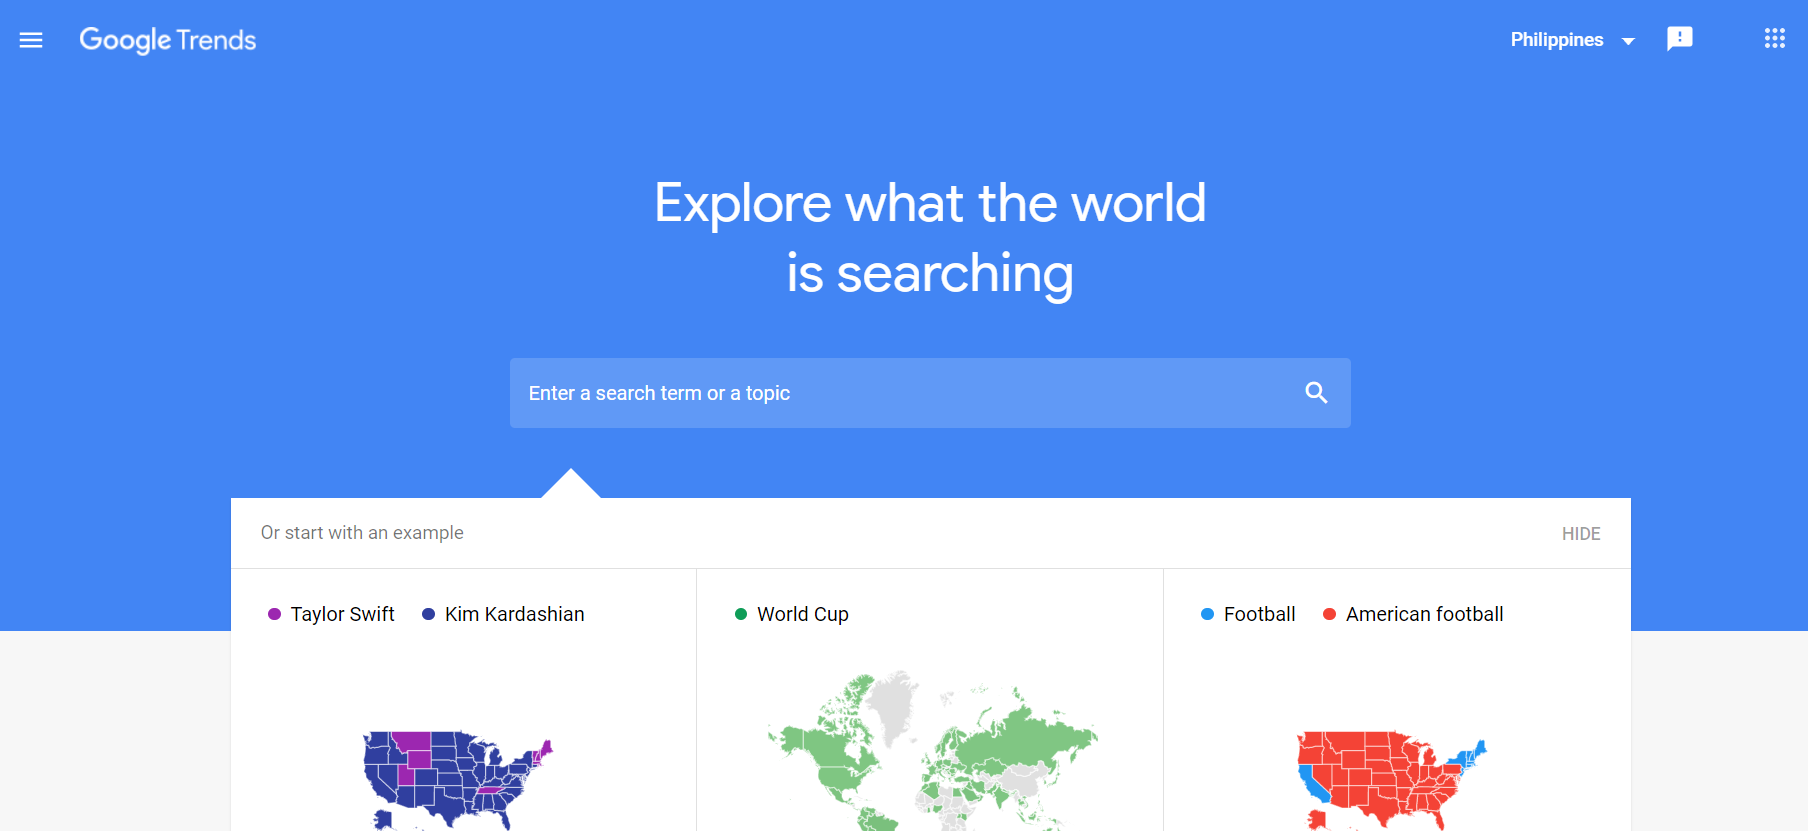 Google Trends
Philippines
Explore what the world
is searching
Enter a search term or a topic
Or start with an example
HIDE
Taylor Swift Kim Kardashian
World Cup
Football American football